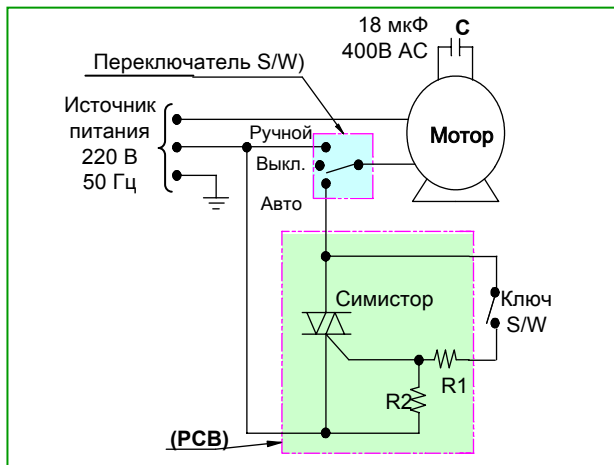 18 мкФ C
400В AC
Переключатель S/W)
Источник
питания
220 В
50 Гц
Ручной
Выкл.
Авто
Мотор
Симистор
Ключ
S/W
R1
R2
(PCB)